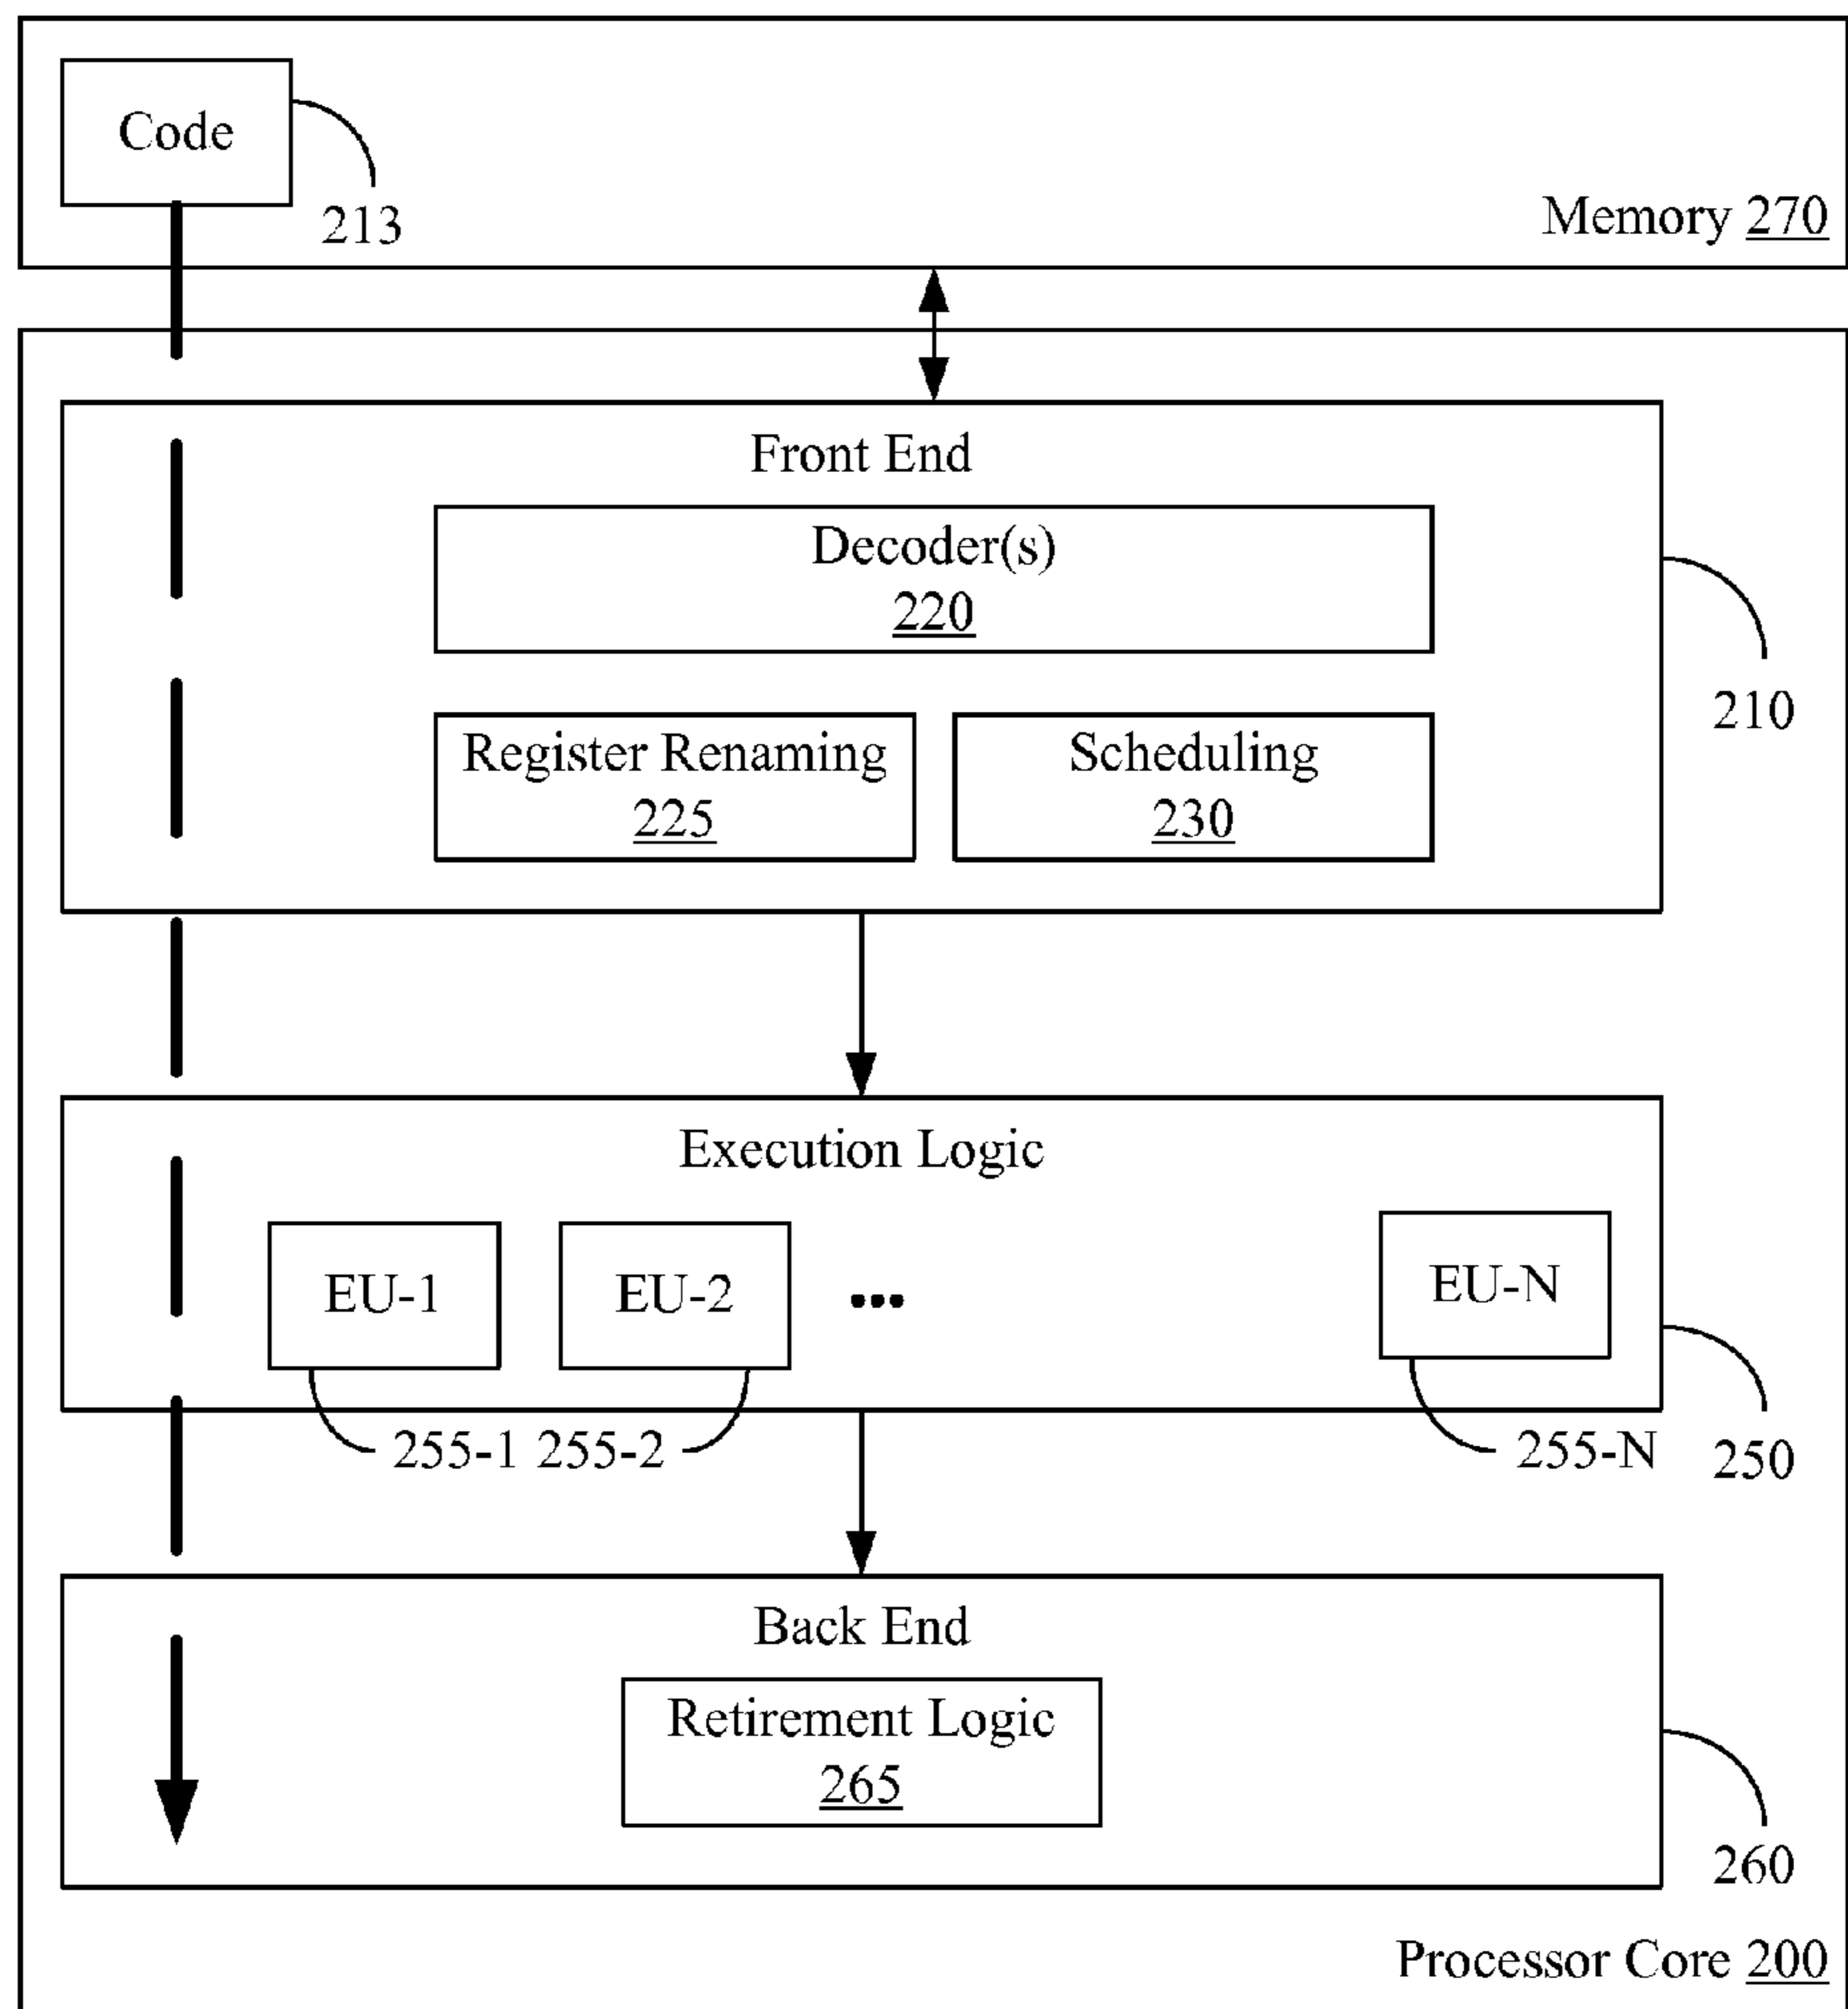 Code
213
Memory 270
Front End
Decoder(s)
220
210
Register Renaming
225
Scheduling
230
Execution Logic
EU-1
EU-2
...
EU-N
255-1 255-2
255-N
250
Back End
Retirement Logic
265
260
Processor Core 200